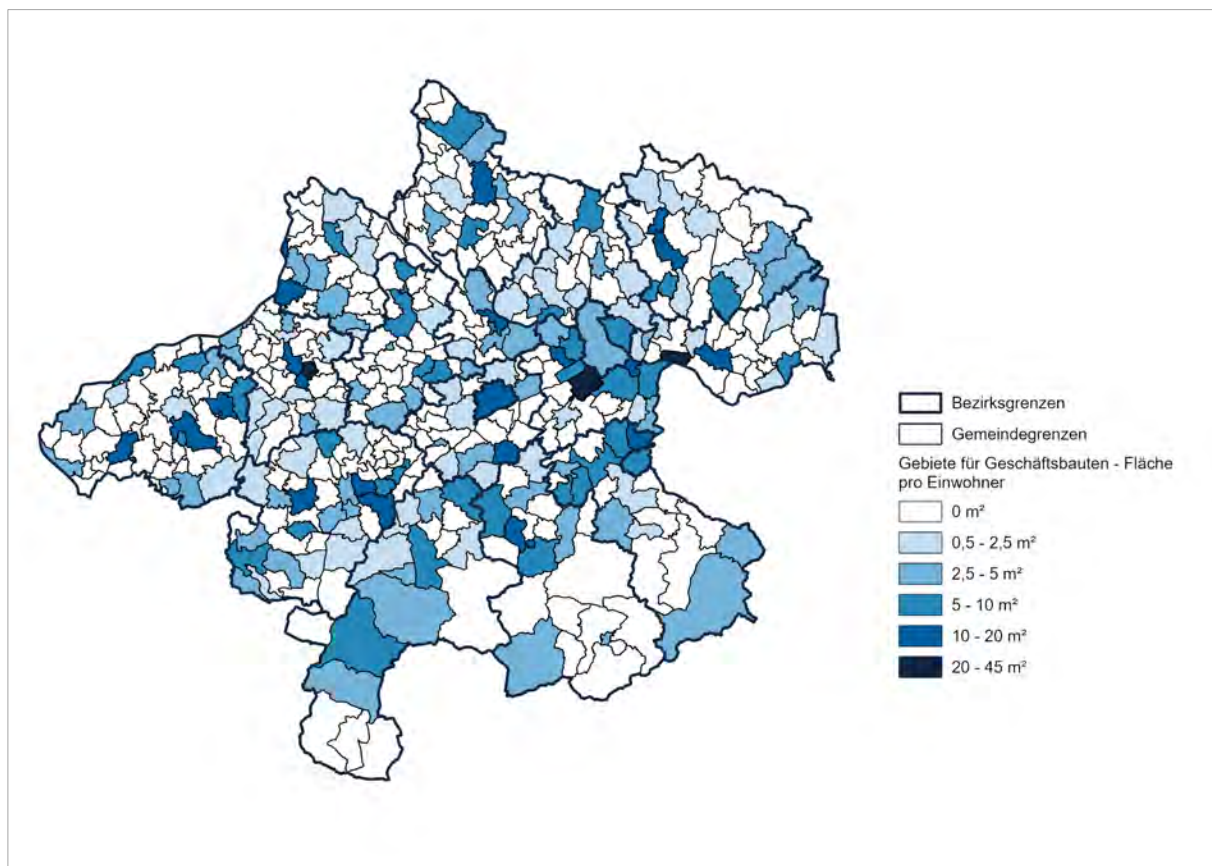 Bezirksgrenzen
Gemeindegrenzen
Gebiete für Geschäftsbauten - Fläche
pro Einwohner
0 m²
0,5 - 2,5 m²
2,5 - 5 m²
5 - 10 m²
10 - 20 m²
20 - 45 m²